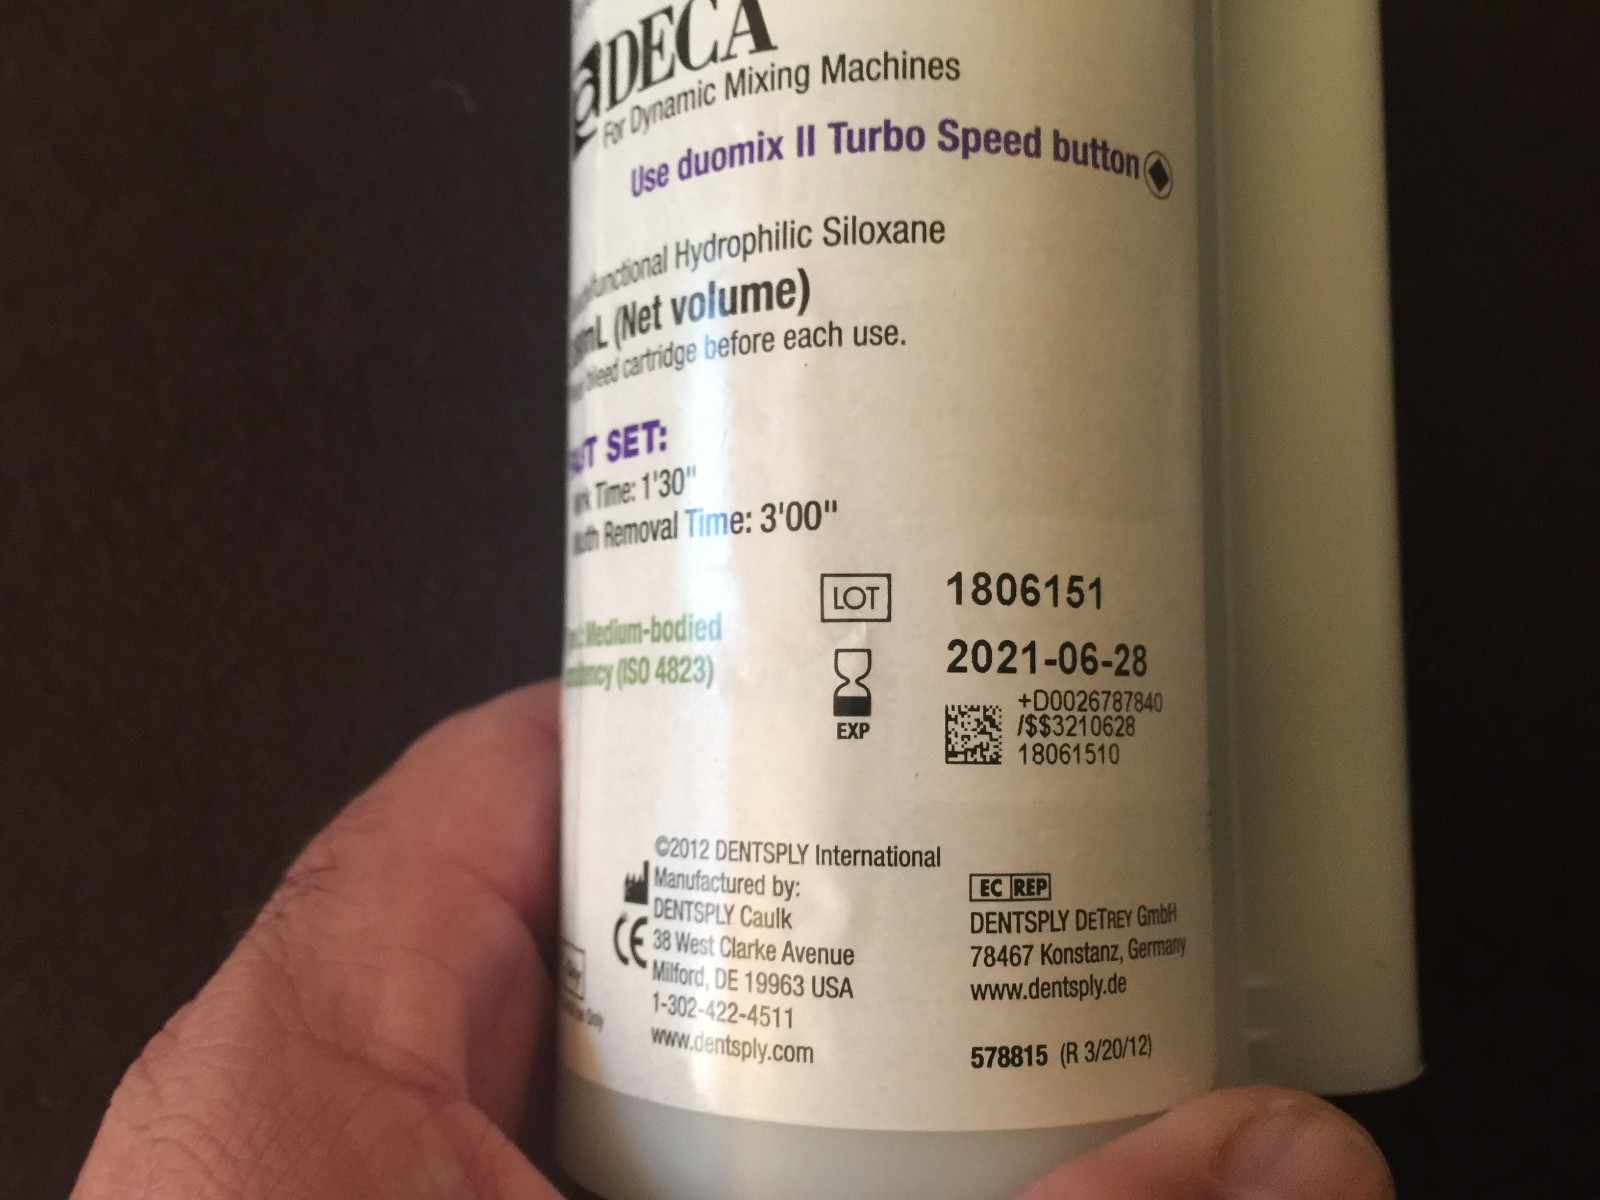 DECA
For Dynamic Mixing Machines
Use duomix II Turbo Speed button
Hydrophilic Siloxane
(Net volume)
bleed cartridge before each use.
SET:
Time: 1'30"
Removal Time: 3'00"
Medium-bodied
(ISO 4823)
LOT 1806151
2021-06-28
EXP
+D0026787840
/$$3210628
18061510
©2012 DENTSPLY International
Manufactured by:
DENTSPLY Caulk
CE
38 West Clarke Avenue
Milford, DE 19963 USA
1-302-422-4511
www.dentsply.com
EC REP
DENTSPLY DETREY GmbH
78467 Konstanz, Germany
www.dentsply.de
578815 (R 3/20/12)
Only